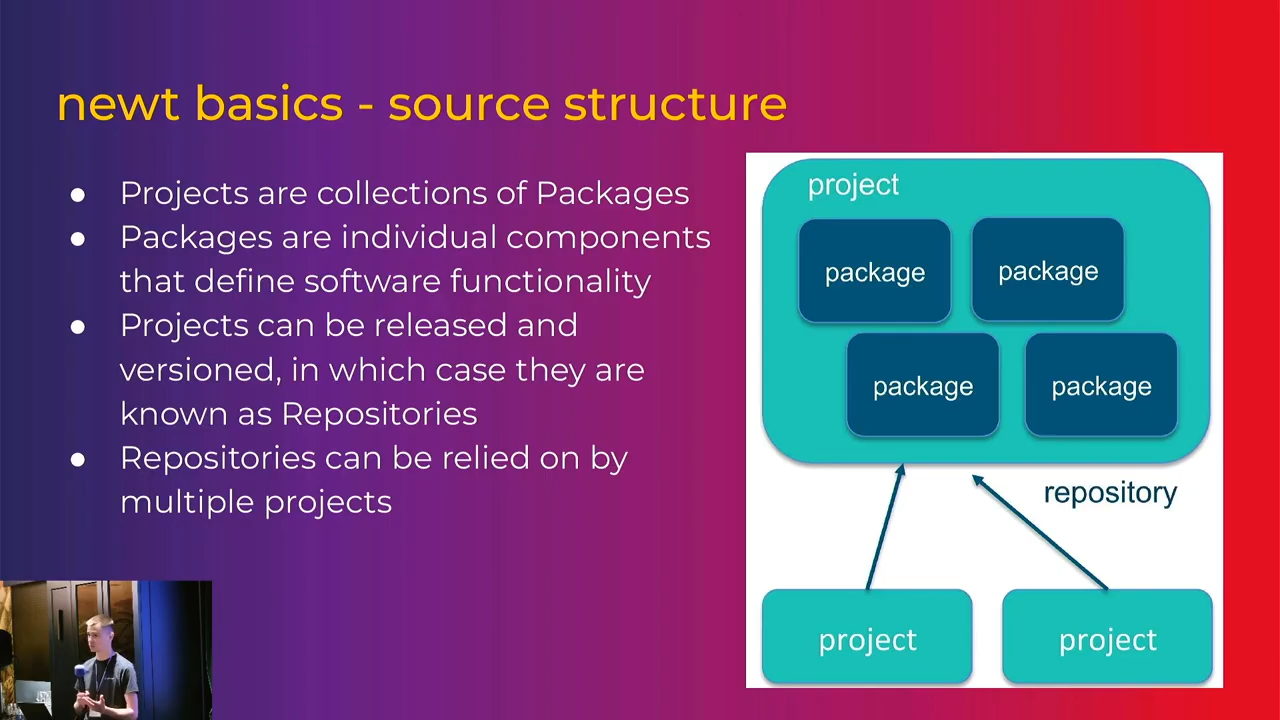 newt basics - source structure
● Projects are collections of Packages
● Packages are individual components
that define software functionality
● Projects can be released and
versioned, in which case they are
known as Repositories
● Repositories can be relied on by
multiple projects
project
package
package
package
package
repository
project
project